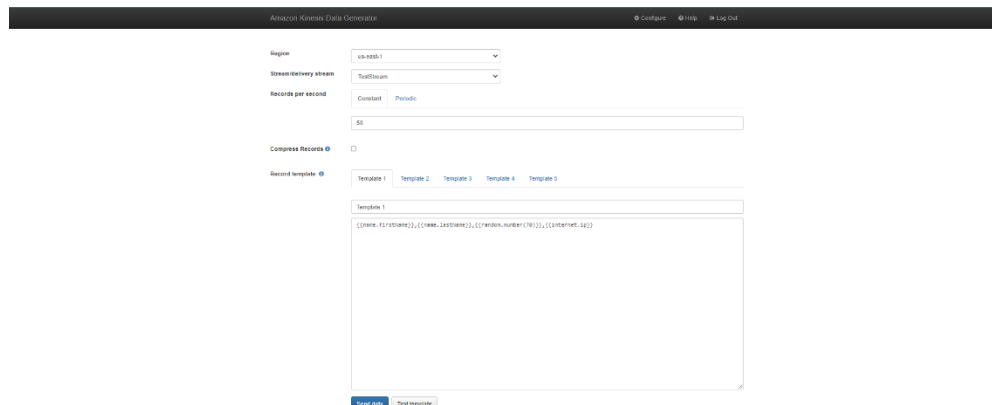 Amazon Kinesis Data Generator Configure Help Log Out
Region us-east-1
Stream/delivery stream TestStream
Records per second Constant Periodic
50
Compress Records
Record template Template 1 Template 2 Template 3 Template 4 Template 5
Template 1
{{name.firstName}},{{name.lastName}},{{random.number(70)}},{{internet.ip}}
Send data Test template